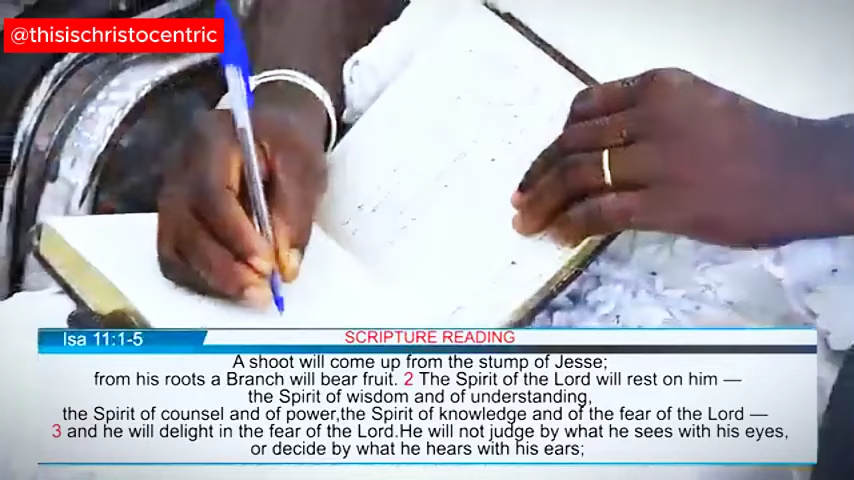 @thisischristocentric
Isa 11:1-5
SCRIPTURE READING
A shoot will come up from the stump of Jesse;
from his roots a Branch will bear fruit. 2 The Spirit of the Lord will rest on him —
the Spirit of wisdom and of understanding,
the Spirit of counsel and of power,the Spirit of knowledge and of the fear of the Lord —
3 and he will delight in the fear of the Lord.He will not judge by what he sees with his eyes,
or decide by what he hears with his ears;